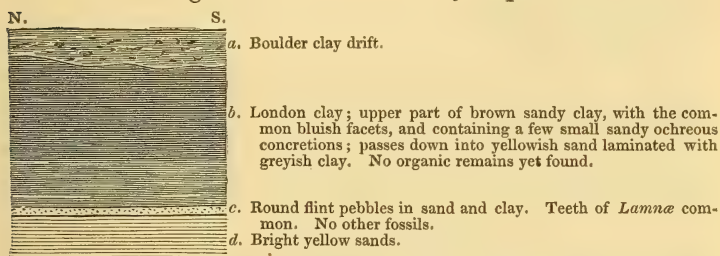 N. S.
a. Boulder clay drift.
b. London clay; upper part of brown sandy clay, with the com-
mon bluish facets, and containing a few small sandy ochreous
concretions; passes down into yellowish sand laminated with
greyish clay. No organic remains yet found.
c. Round flint pebbles in sand and clay. Teeth of Lamnæ com-
mon. No other fossils.
d. Bright yellow sands.